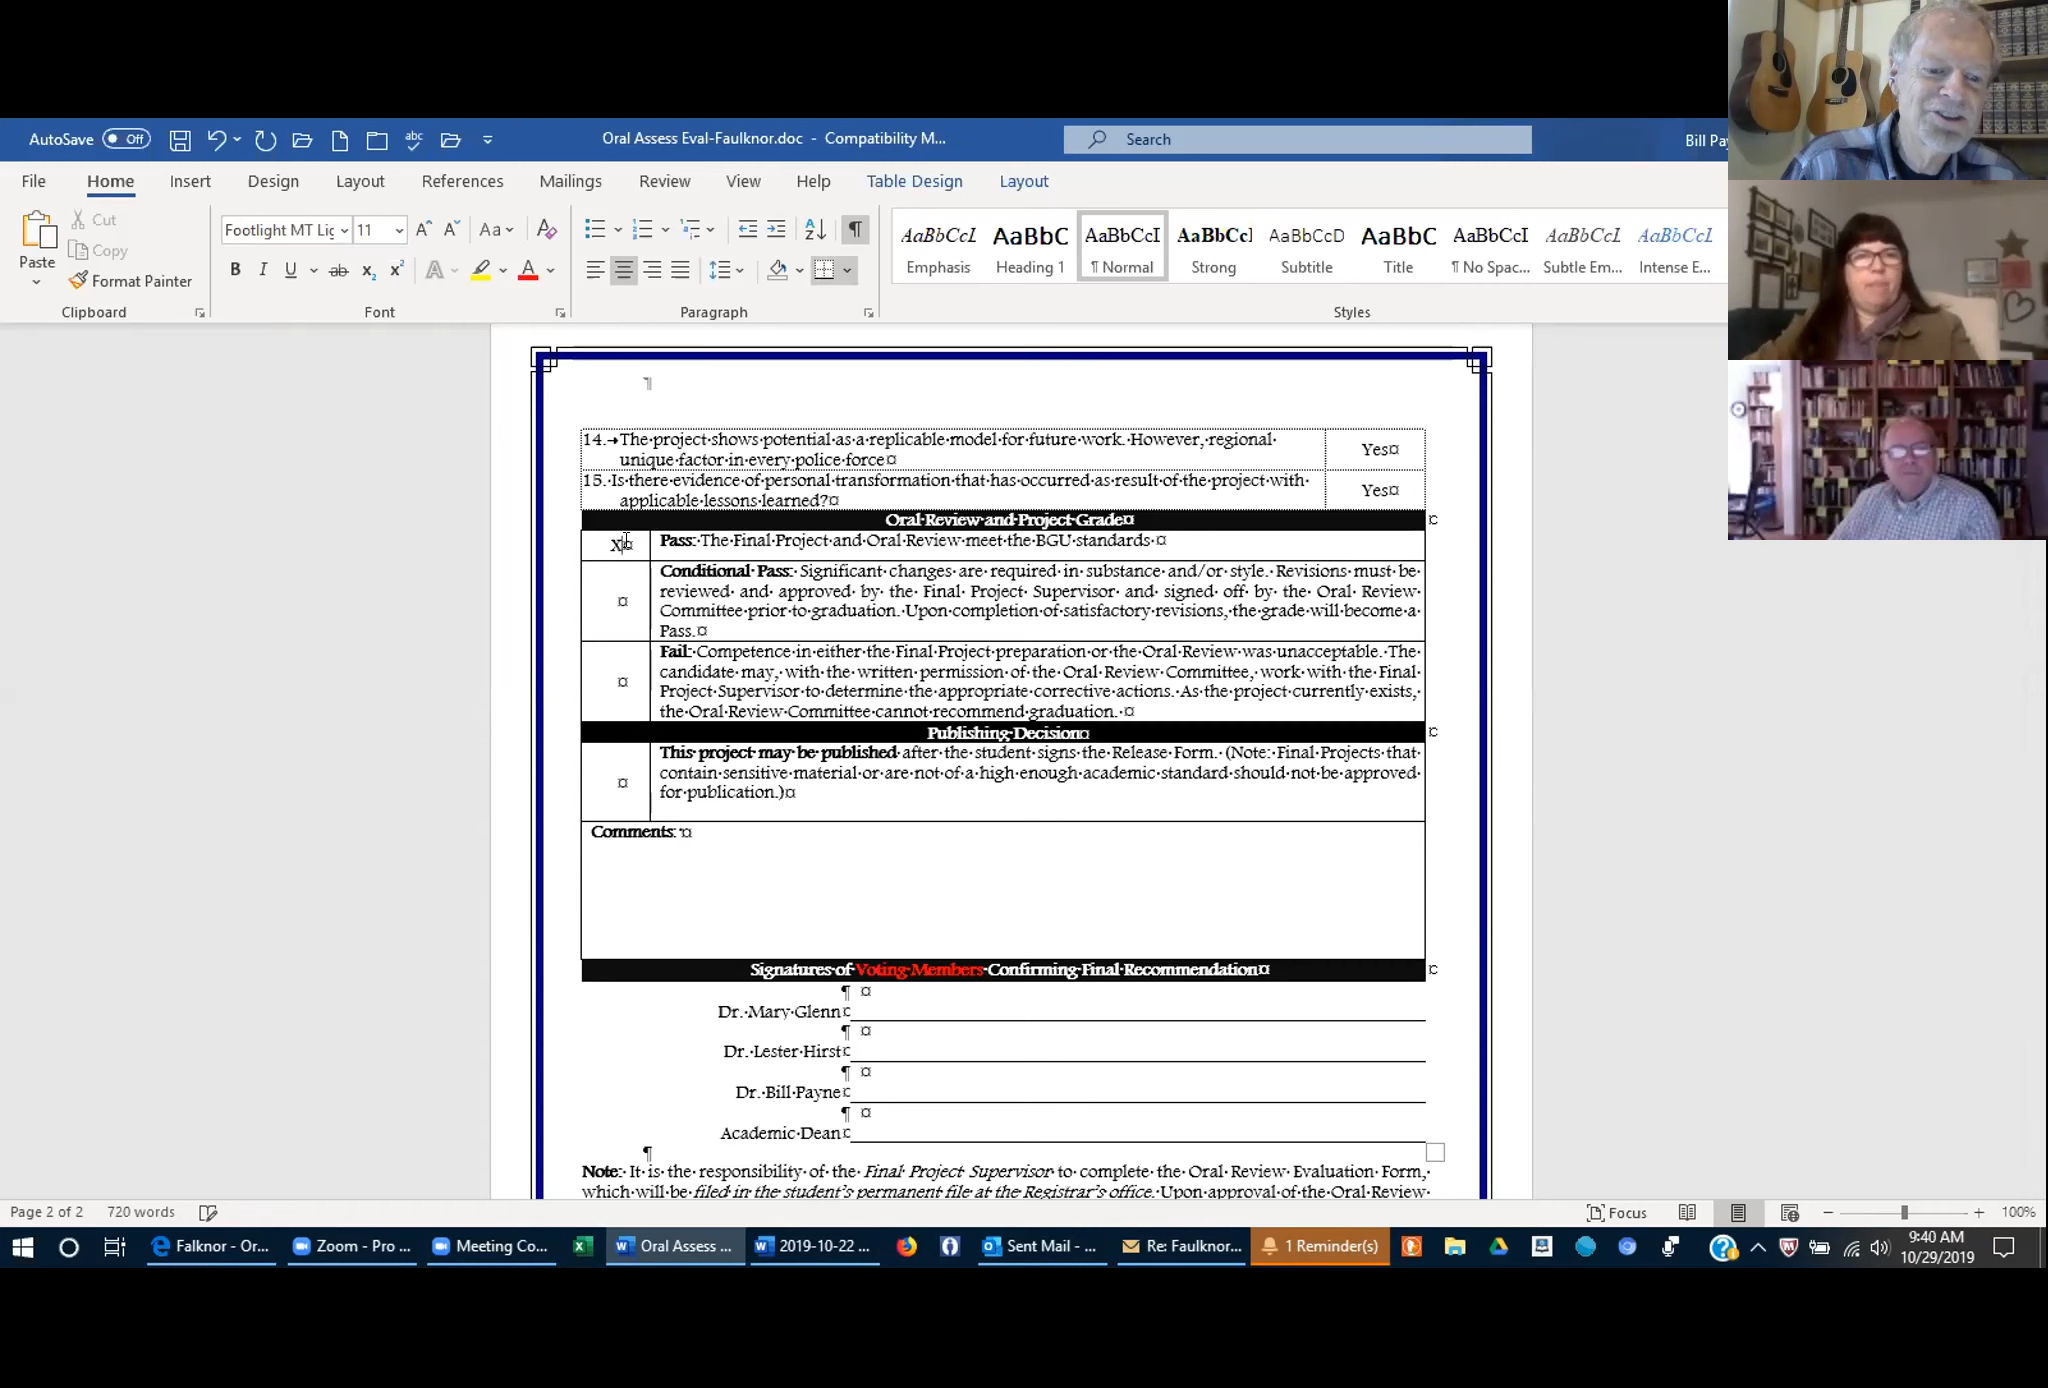 AutoSave Off
Oral Assess Eval-Faulknor.doc - Compatibility M...
Search
Bill Pay
File Home Insert Design Layout References Mailings Review View Help Table Design Layout
Paste
Cut
Copy
Format Painter
Clipboard
Footlight MT Lig 11
Font
Paragraph
AaBbCcL AaBbC AaBbCcI AaBbCcI AaBbCcD AaBbC AaBbCcI AaBbCcL AaBbCcL
Emphasis Heading 1 ¶ Normal Strong Subtitle Title ¶ No Spac... Subtle Em... Intense E...
Styles
14. The project shows potential as a replicable model for future work. However, regional
unique factor in every police force
Yes
15. Is there evidence of personal transformation that has occurred as result of the project with
applicable lessons learned?
Yes
Oral Review and Project Grade
X
Pass: The Final Project and Oral Review meet the BGU standards
Conditional Pass: Significant changes are required in substance and/or style. Revisions must be
reviewed and approved by the Final Project Supervisor and signed off by the Oral Review
Committee prior to graduation. Upon completion of satisfactory revisions, the grade will become a
Pass.
Fail: Competence in either the Final Project preparation or the Oral Review was unacceptable. The
candidate may, with the written permission of the Oral Review Committee, work with the Final
Project Supervisor to determine the appropriate corrective actions. As the project currently exists,
the Oral Review Committee cannot recommend graduation.
Publishing Decision
This project may be published after the student signs the Release Form. (Note: Final Projects that
contain sensitive material or are not of a high enough academic standard should not be approved
for publication.)
Comments:
Signatures of Voting Members Confirming Final Recommendation
Dr. Mary Glenn
Dr. Lester Hirst
Dr. Bill Payne
Academic Dean
Note: It is the responsibility of the Final Project Supervisor to complete the Oral Review Evaluation Form,
which will be filed in the student's permanent file at the Registrar's office. Upon approval of the Oral Review
Page 2 of 2 720 words
Focus
100%
Falknor - Or... Zoom - Pro ... Meeting Co... Oral Assess ... 2019-10-22 ... Sent Mail - ... Re: Faulknor... 1 Reminder(s)
9:40 AM
10/29/2019